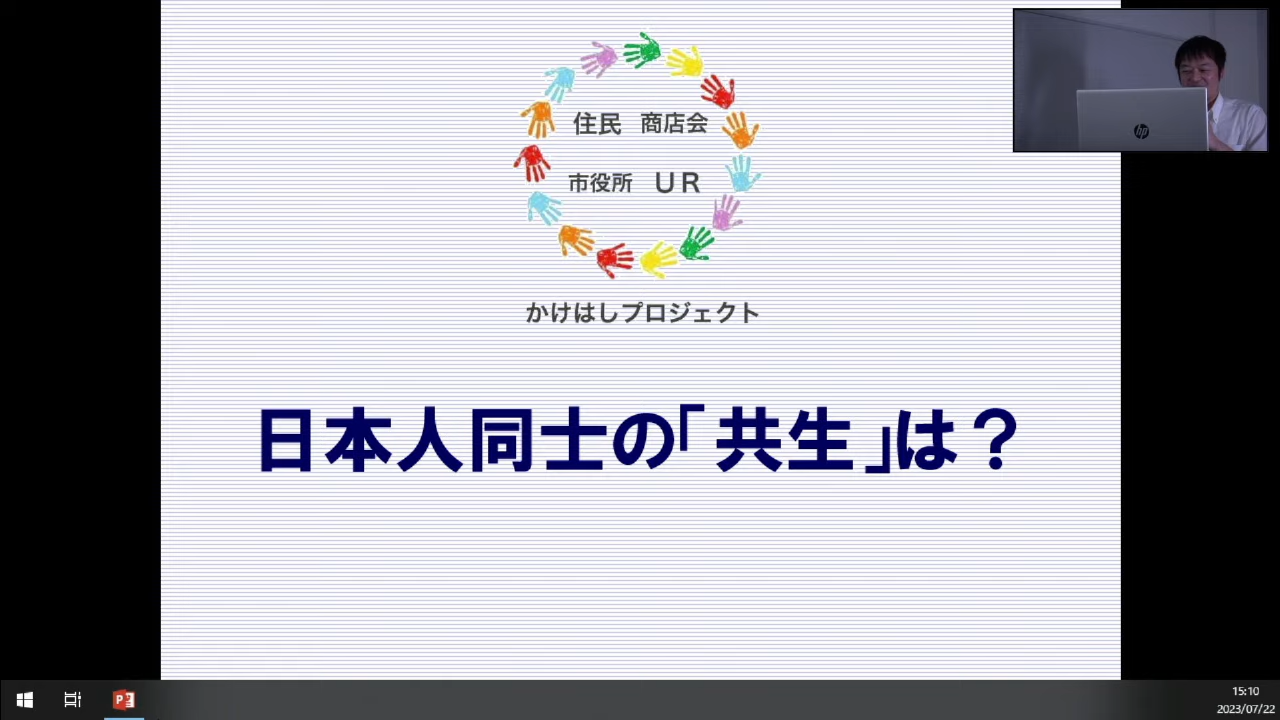 住民 商店会
市役所 UR
かけはしプロジェクト
日本人同士の「共生」は？
hp
15:10
2023/07/22